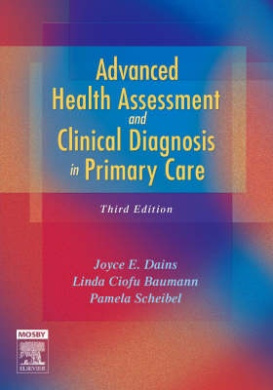 Advanced
Health Assessment
and
Clinical Diagnosis
in Primary Care
Third Edition
Joyce E. Dains
Linda Ciofu Baumann
Pamela Scheibel
MOSBY
ELSEVIER